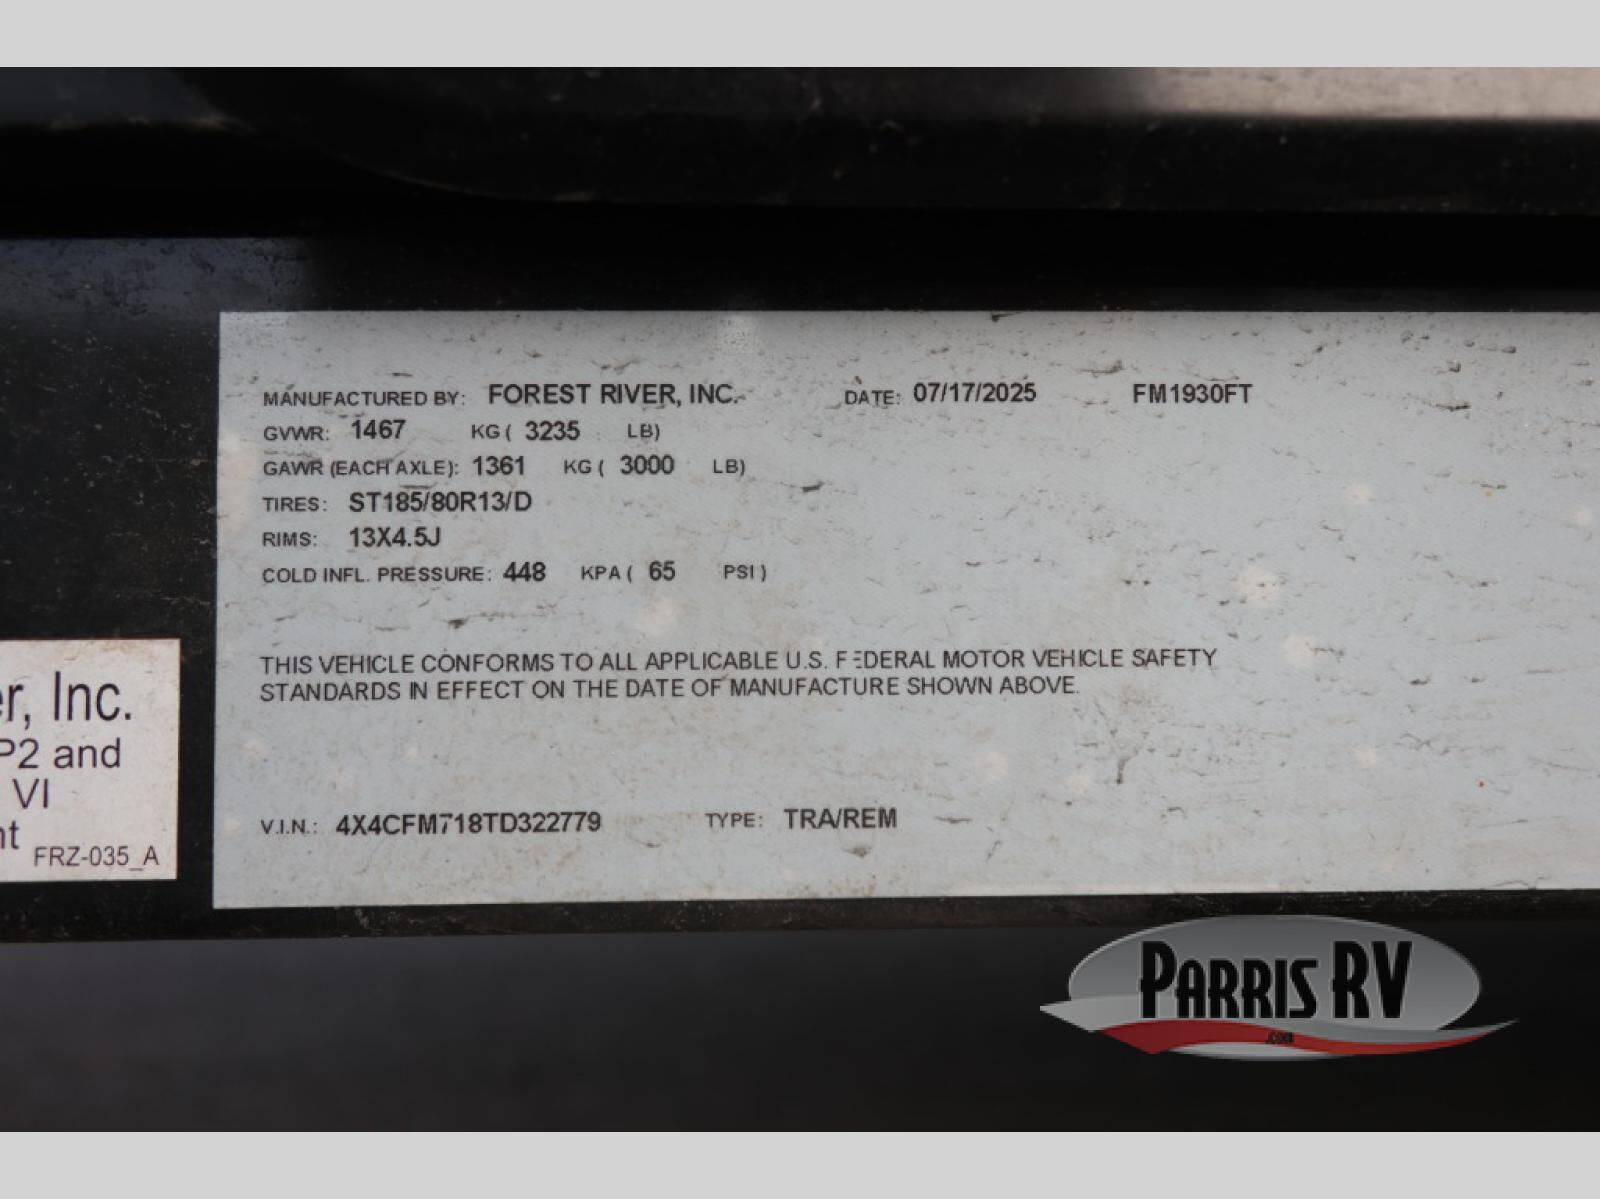 MANUFACTURED BY: FOREST RIVER, INC. DATE: 07/17/2025 FM1930FT
GVWR: 1467 KG ( 3235 LB)
GAWR (EACH AXLE): 1361 KG ( 3000 LB)
TIRES: ST185/80R13/D
RIMS: 13X4.5J
COLD INFL. PRESSURE: 448 KPA ( 65 PSI )
THIS VEHICLE CONFORMS TO ALL APPLICABLE U.S. FEDERAL MOTOR VEHICLE SAFETY
STANDARDS IN EFFECT ON THE DATE OF MANUFACTURE SHOWN ABOVE.
V.I.N.: 4X4CFM718TD322779 TYPE: TRA/REM
r, Inc.
P2 and
VI
nt
FRZ-035_A
PARRIS RV
.COM